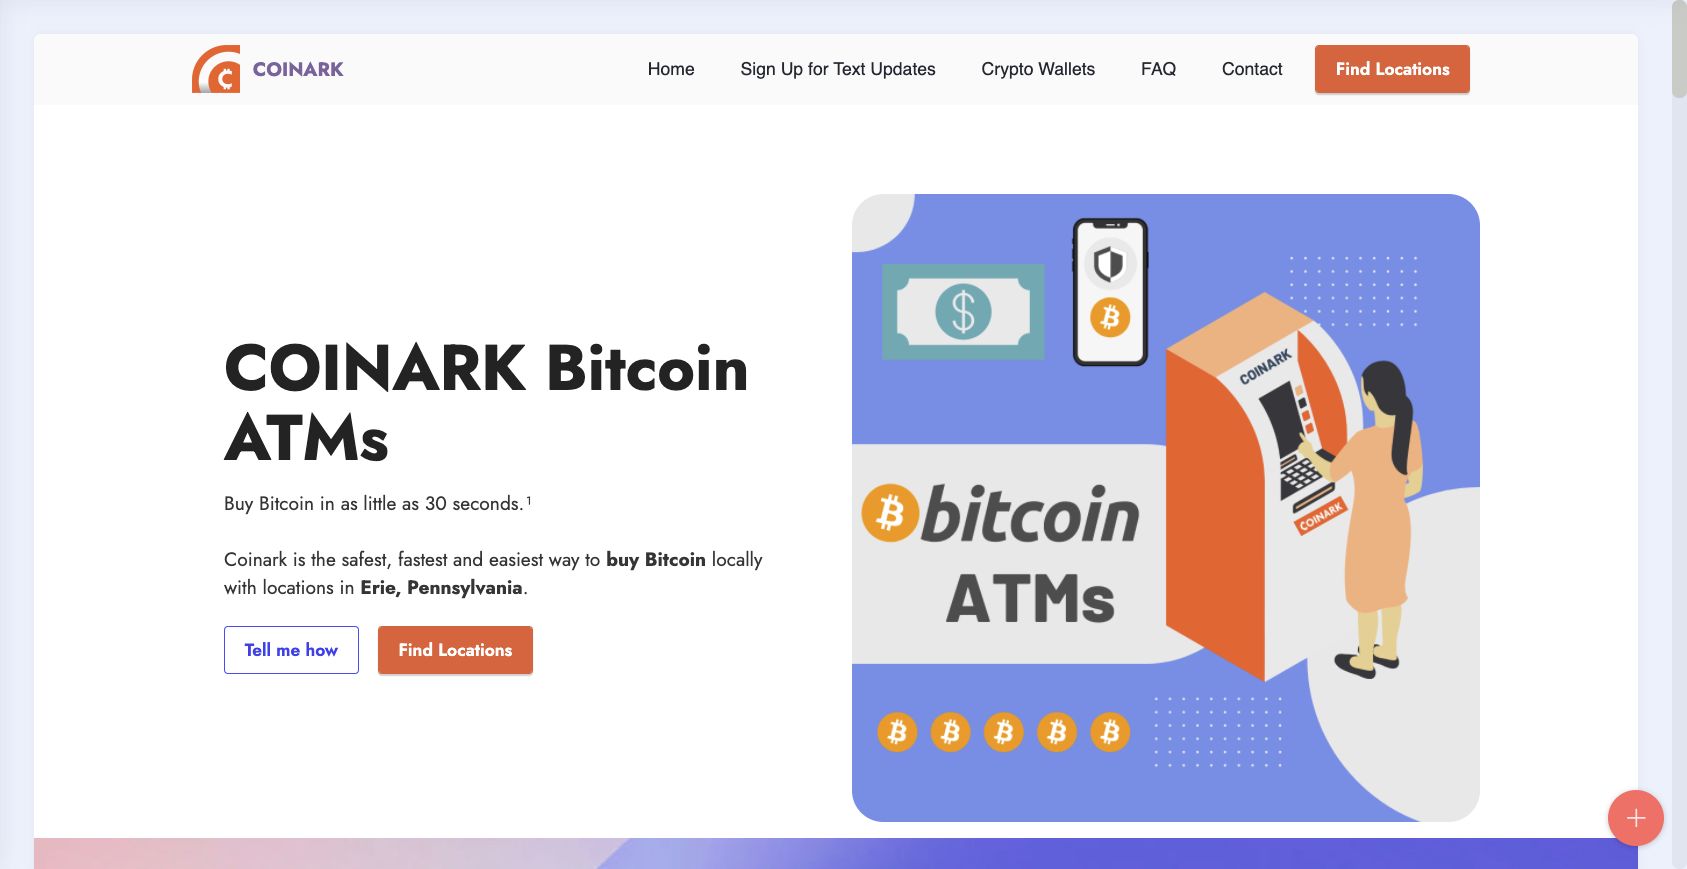 COINARK
Home
Sign Up for Text Updates
Crypto Wallets
FAQ
Contact
Find Locations
COINARK Bitcoin
ATMs
Buy Bitcoin in as little as 30 seconds.¹
Coinark is the safest, fastest and easiest way to buy Bitcoin locally
with locations in Erie, Pennsylvania.
Tell me how
Find Locations
COINARK
COINARK
bitcoin
ATMs